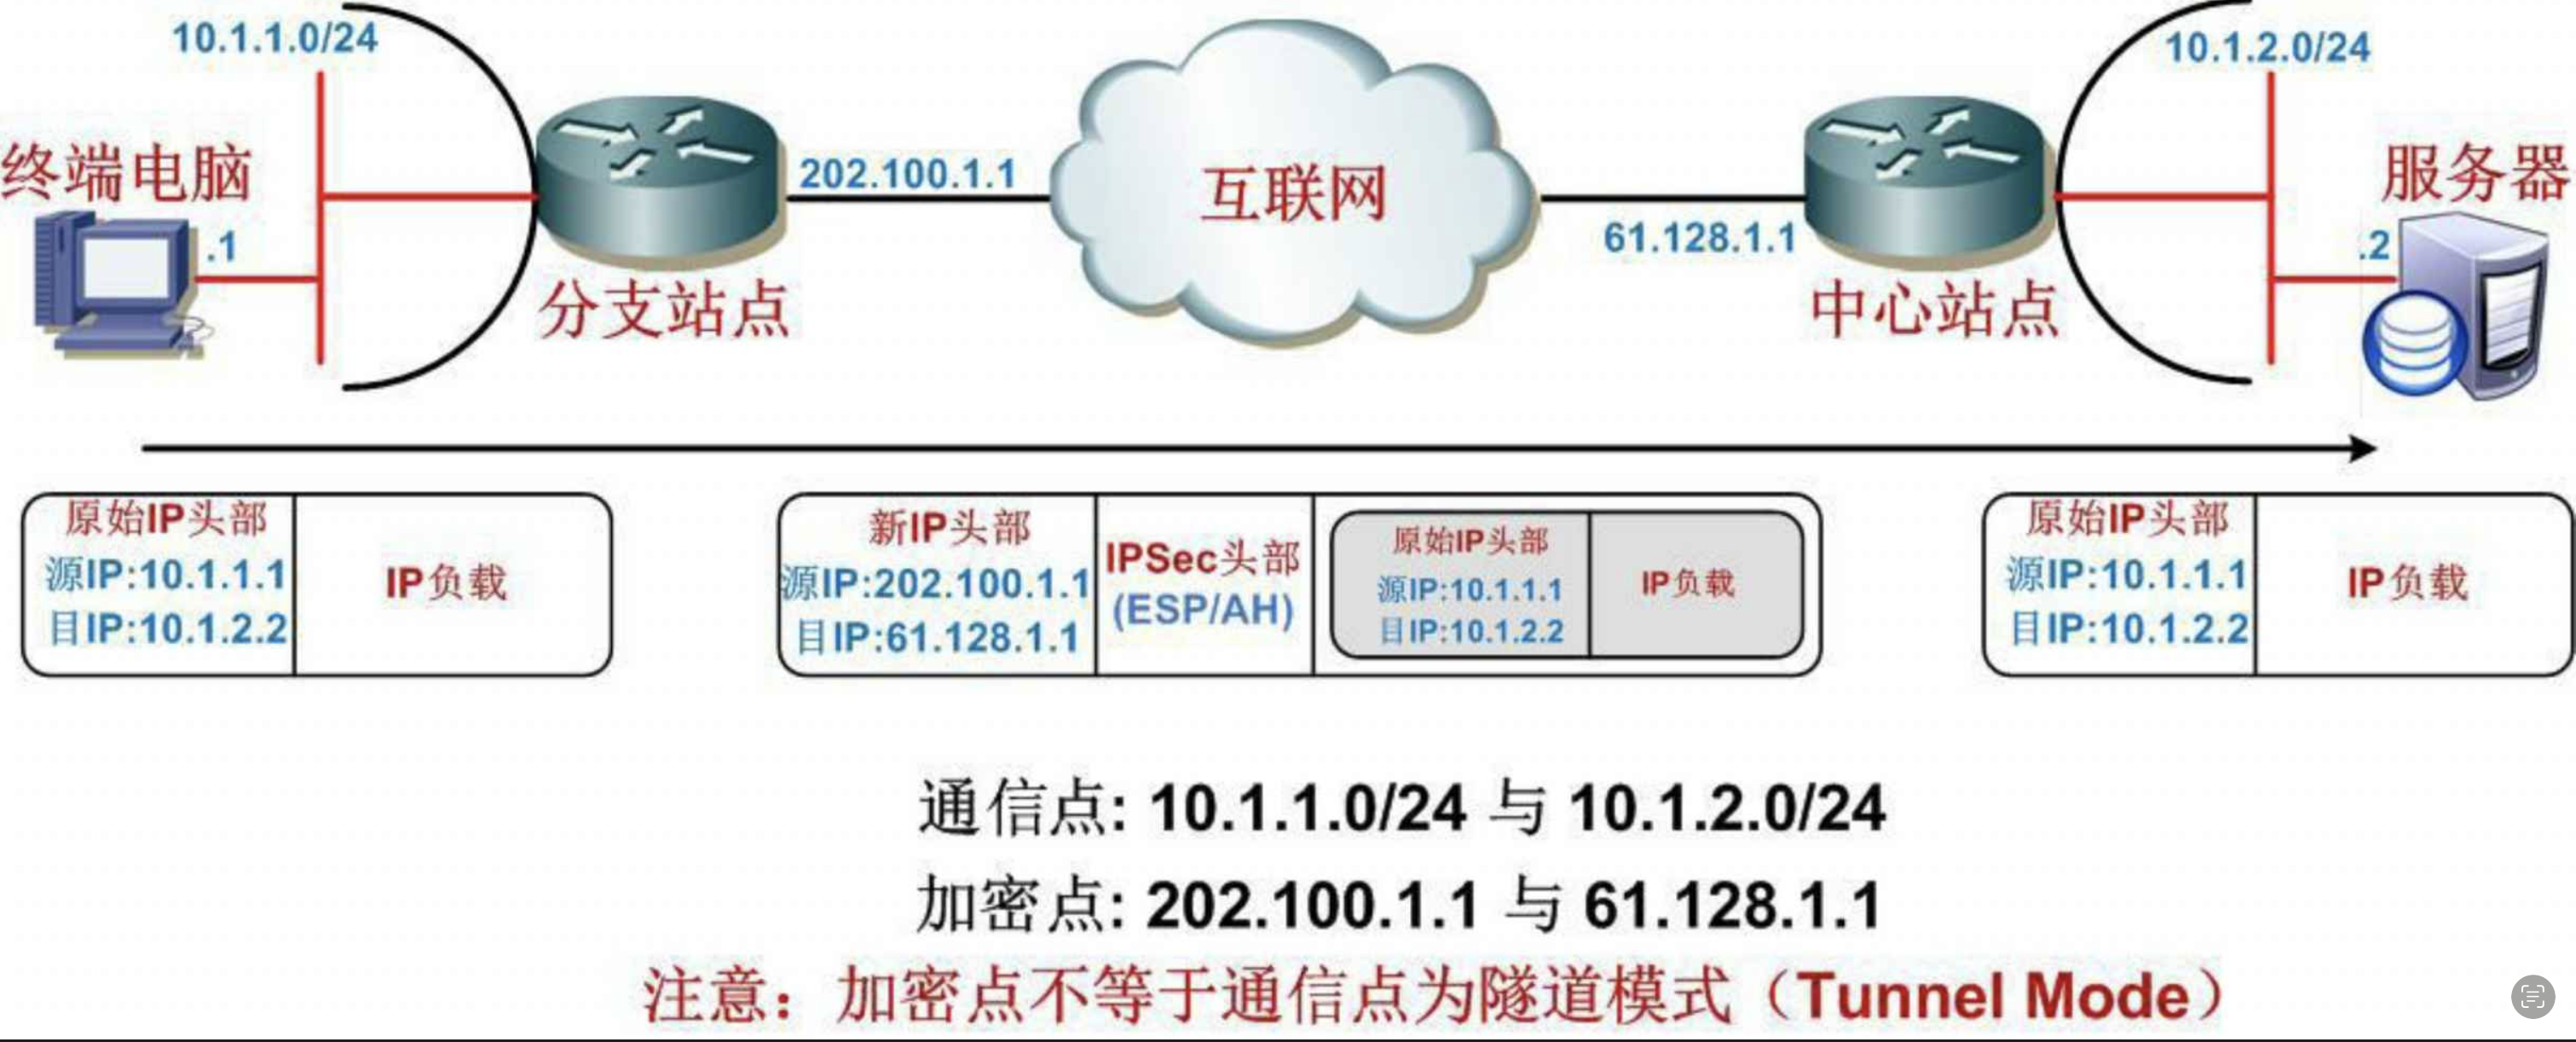 10.1.1.0/24
10.1.2.0/24
终端电脑
202.100.1.1
互联网
服务器
.1
61.128.1.1
.2
分支站点
中心站点
原始IP头部
源IP:10.1.1.1
目IP:10.1.2.2
IP负载
新IP头部
源IP:202.100.1.1
目IP:61.128.1.1
IPSec头部
(ESP/AH)
原始IP头部
源IP:10.1.1.1
目IP:10.1.2.2
IP负载
原始IP头部
源IP:10.1.1.1
目IP:10.1.2.2
IP负载
通信点: 10.1.1.0/24 与 10.1.2.0/24
加密点: 202.100.1.1 与 61.128.1.1
注意：加密点不等于通信点为隧道模式（Tunnel Mode）